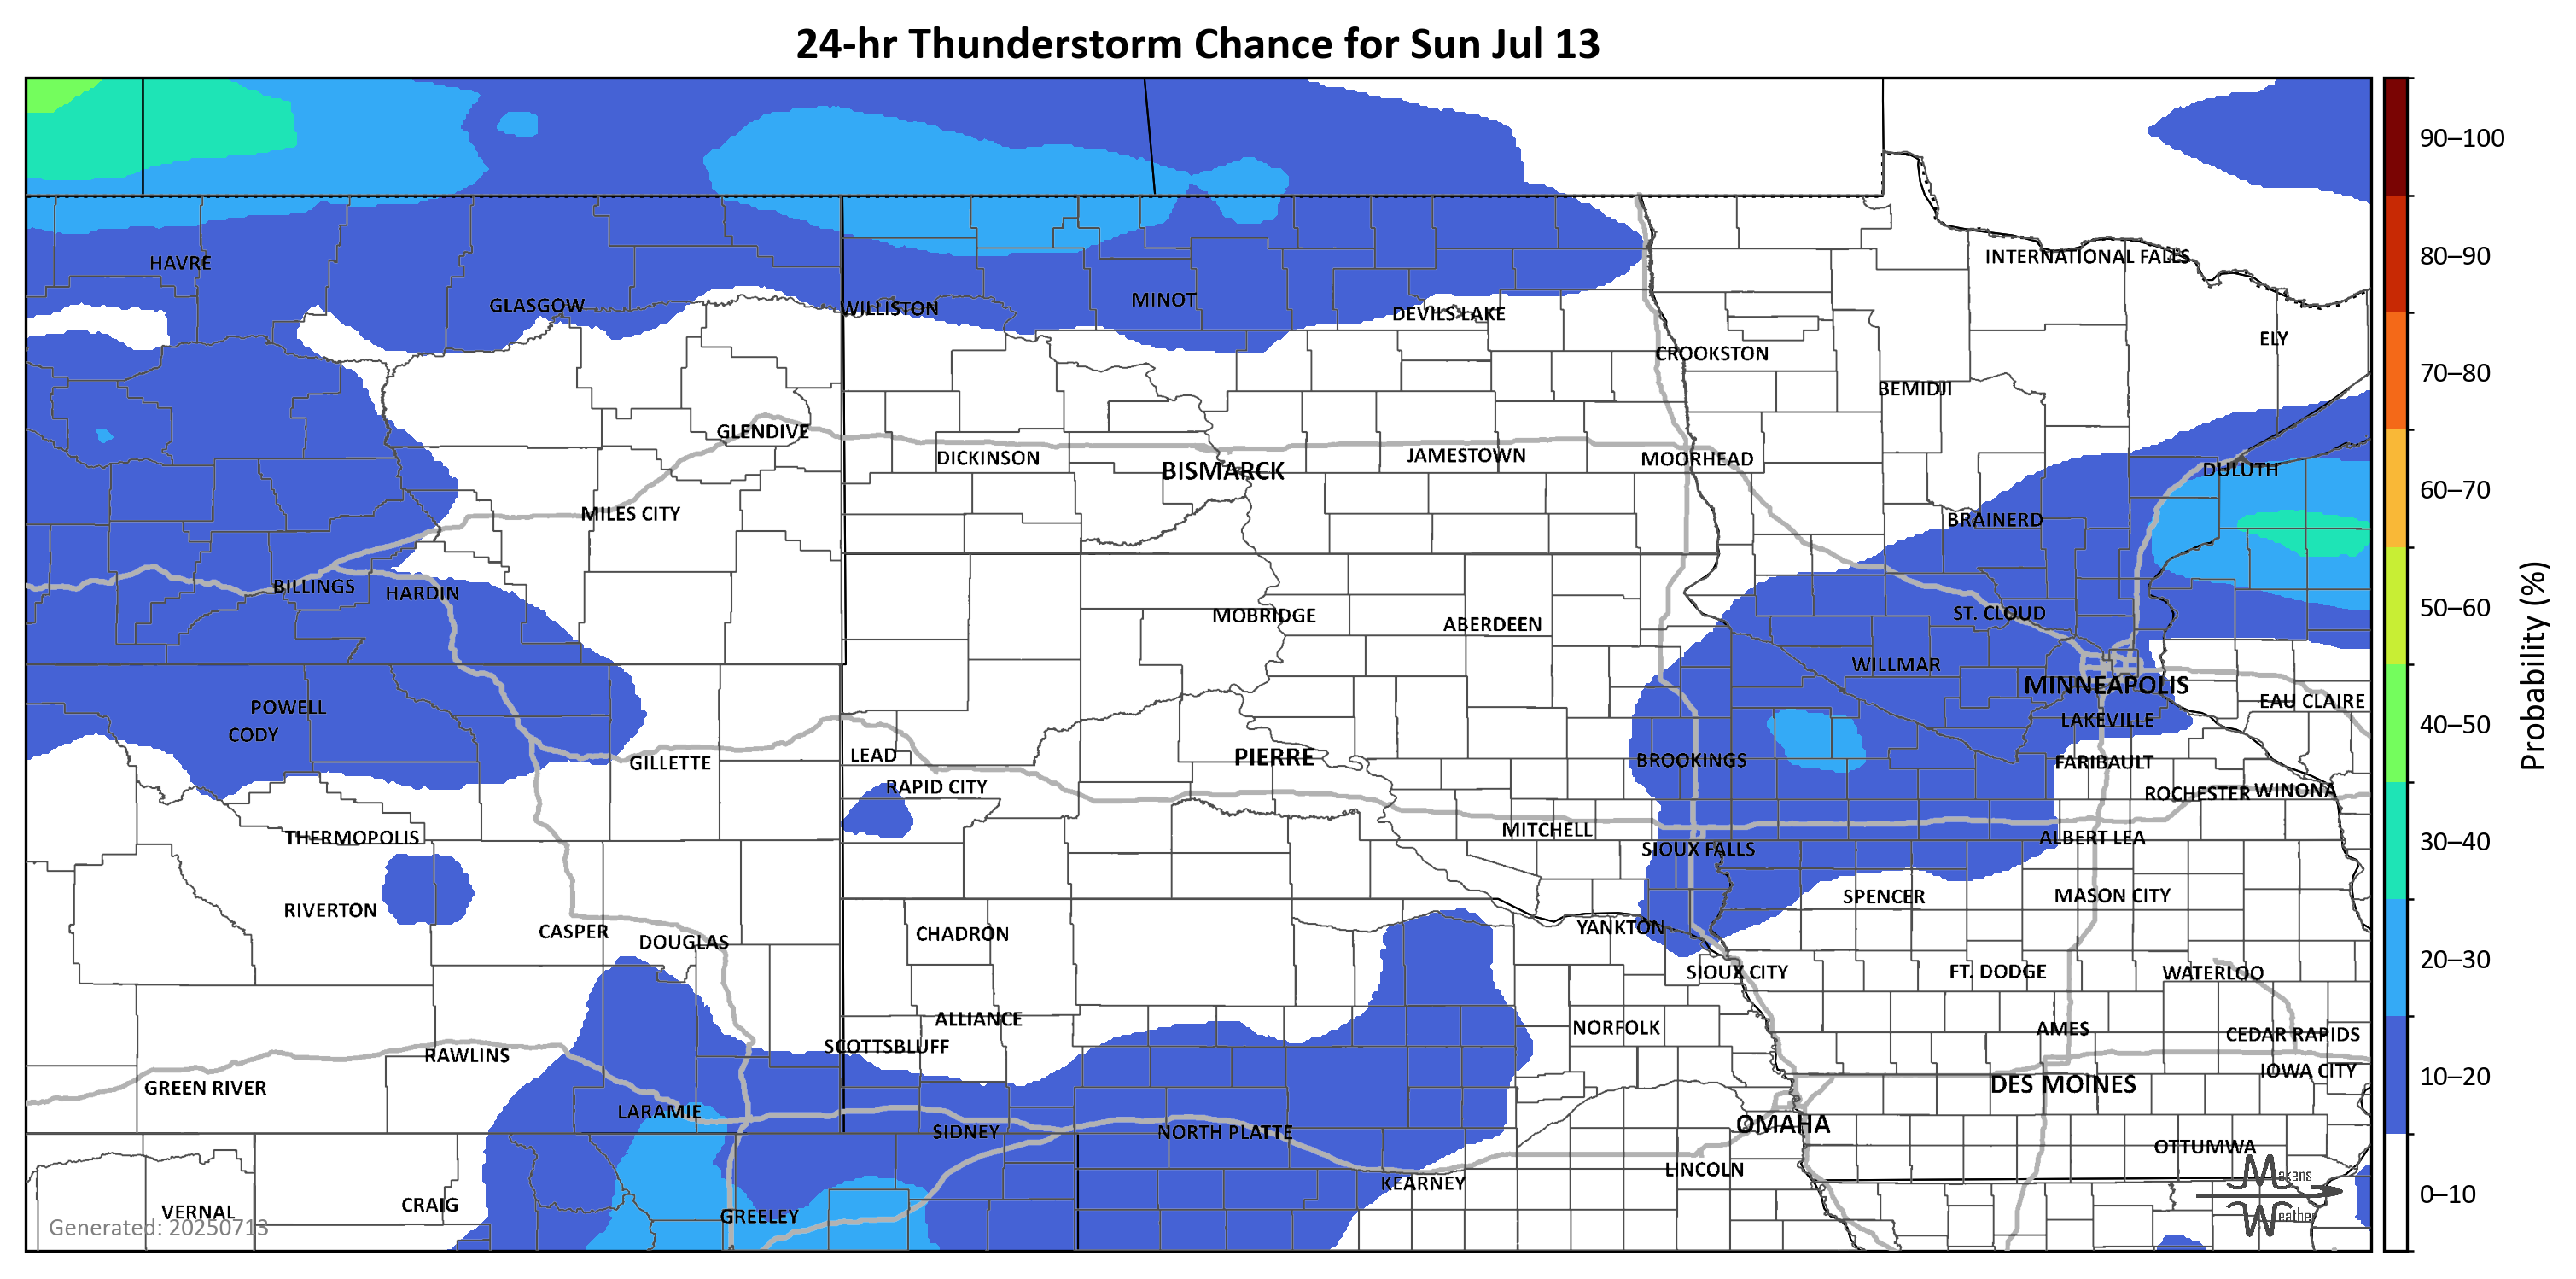 24-hr Thunderstorm Chance for Sun Jul 13
90–100
80–90
70–80
60–70
50–60
40–50
30–40
20–30
10–20
0–10
Probability (%)
HAVRE
INTERNATIONAL FALLS
GLASGOW
WILLISTON
MINOT
DEVILS LAKE
ELY
CROOKSTON
BEMIDJI
GLENDIVE
DICKINSON
BISMARCK
JAMESTOWN
MOORHEAD
DULUTH
MILES CITY
BRAINERD
BILLINGS
HARDIN
MOBRIDGE
ABERDEEN
ST. CLOUD
WILLMAR
MINNEAPOLIS
POWELL
CODY
LAKEVILLE
EAU CLAIRE
GILLETTE
LEAD
PIERRE
BROOKINGS
FARIBAULT
RAPID CITY
ROCHESTER
WINONA
THERMOPOLIS
MITCHELL
SIOUX FALLS
ALBERT LEA
RIVERTON
SPENCER
MASON CITY
CASPER
DOUGLAS
CHADRON
YANKTON
SIOUX CITY
FT. DODGE
WATERLOO
ALLIANCE
NORFOLK
AMES
CEDAR RAPIDS
RAWLINS
SCOTTSBLUFF
GREEN RIVER
DES MOINES
IOWA CITY
LARAMIE
SIDNEY
NORTH PLATTE
OMAHA
OTTUMWA
LINCOLN
KEARNEY
CRAIG
VERNAL
GREELEY
Makens
Weather
Generated: 20250713